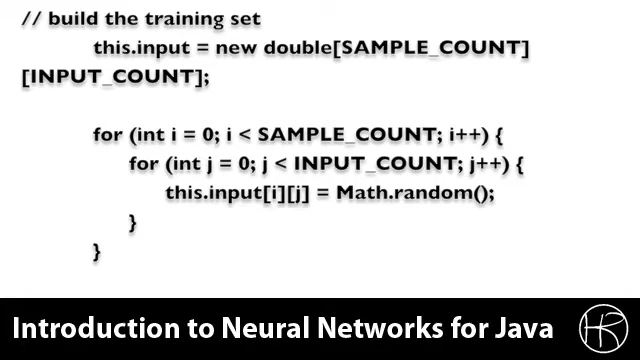 // build the training set
this.input = new double[SAMPLE_COUNT]
[INPUT_COUNT];
for (int i = 0; i < SAMPLE_COUNT; i++) {
for (int j = 0; j < INPUT_COUNT; j++) {
this.input[i][j] = Math.random();
}
}
Introduction to Neural Networks for Java